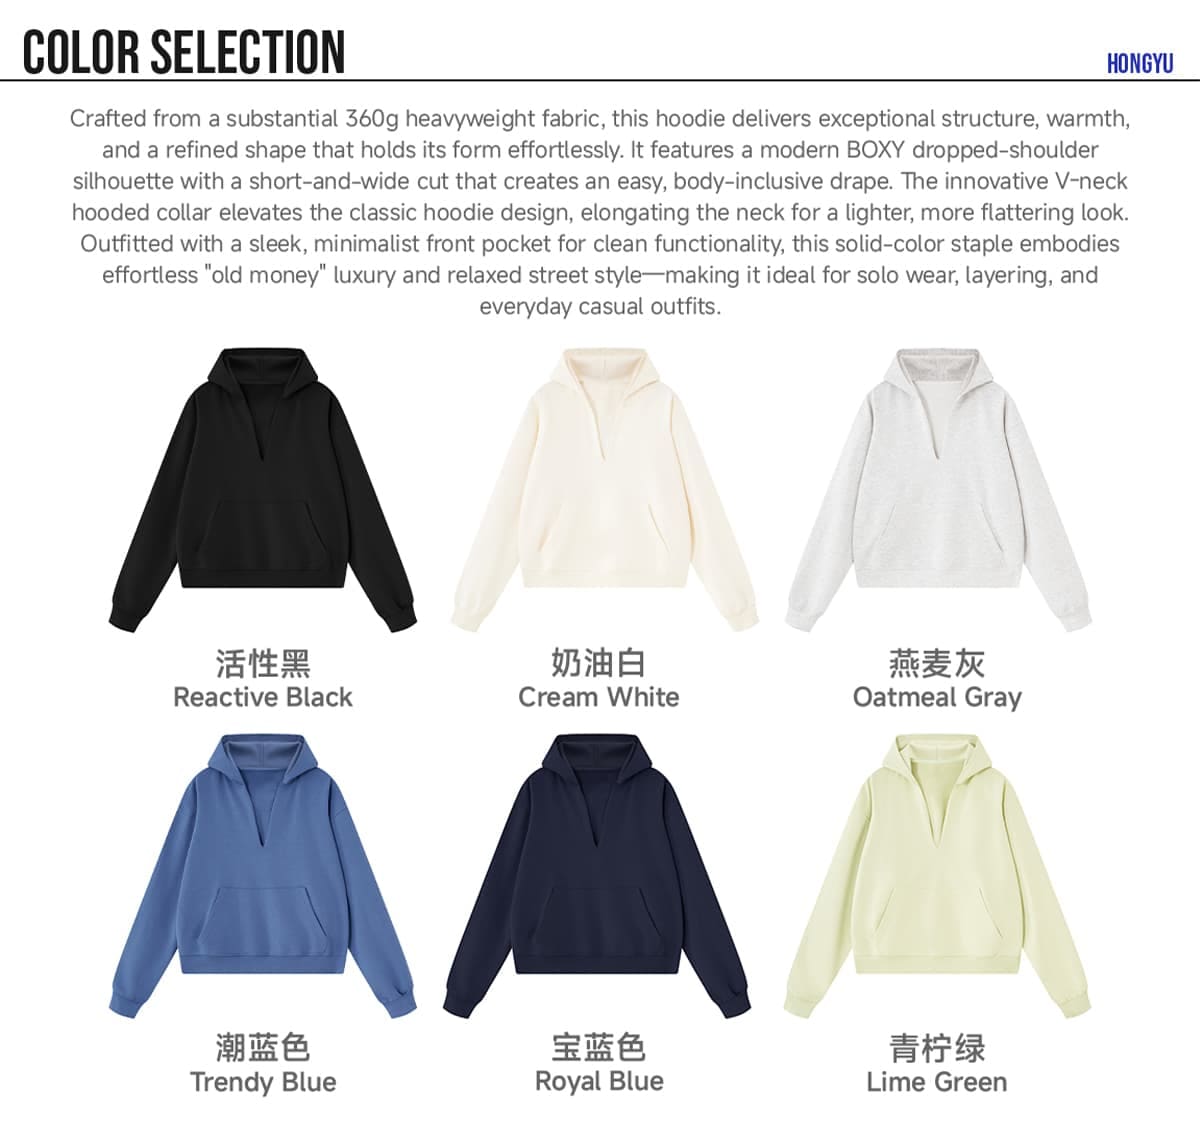 COLOR SELECTION
HONGYU
Crafted from a substantial 360g heavyweight fabric, this hoodie delivers exceptional structure, warmth,
and a refined shape that holds its form effortlessly. It features a modern BOXY dropped-shoulder
silhouette with a short-and-wide cut that creates an easy, body-inclusive drape. The innovative V-neck
hooded collar elevates the classic hoodie design, elongating the neck for a lighter, more flattering look.
Outfitted with a sleek, minimalist front pocket for clean functionality, this solid-color staple embodies
effortless "old money" luxury and relaxed street style—making it ideal for solo wear, layering, and
everyday casual outfits.
活性黑
Reactive Black
奶油白
Cream White
燕麦灰
Oatmeal Gray
潮蓝色
Trendy Blue
宝蓝色
Royal Blue
青柠绿
Lime Green